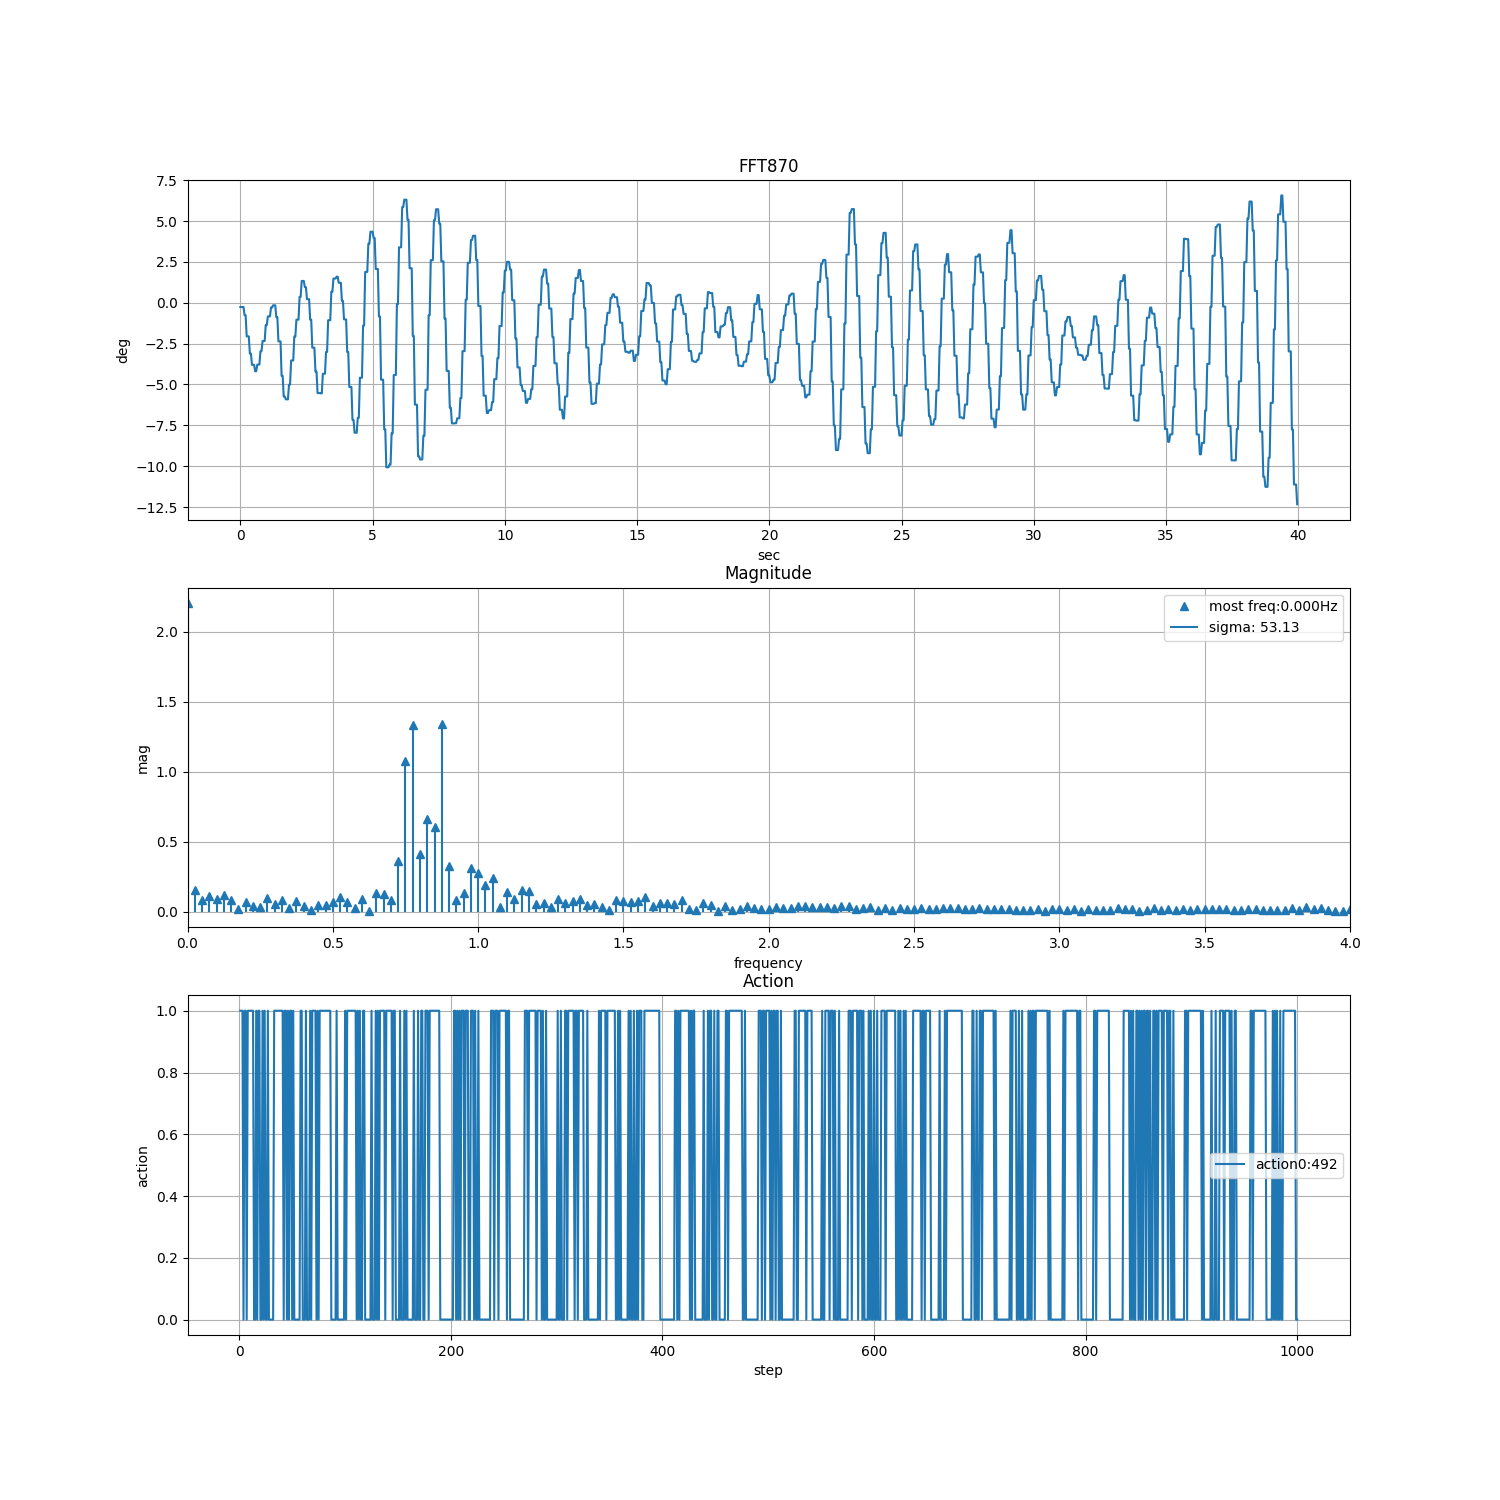 FFT870
7.5
5.0
2.5
0.0
−2.5
−5.0
−7.5
−10.0
−12.5
deg
0 5 10 15 20 25 30 35 40
sec
Magnitude
most freq:0.000Hz
sigma: 53.13
2.0
1.5
1.0
0.5
0.0
mag
0.0 0.5 1.0 1.5 2.0 2.5 3.0 3.5 4.0
frequency
Action
1.0
0.8
0.6
0.4
0.2
0.0
action
action0:492
0 200 400 600 800 1000
step